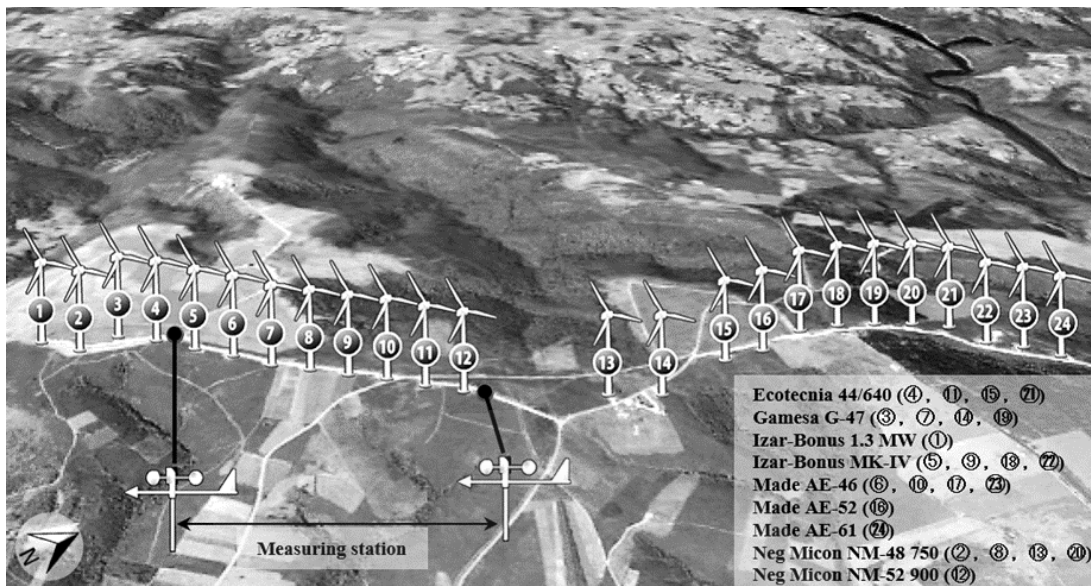 1
2
3
4
5
6
7
8
9
10
11
12
13
14
15
16
17
18
19
20
21
22
23
24
Ecotecnia 44/640 (④, ⑪, ⑮, ㉑)
Gamesa G-47 (③, ⑦, ⑭, ⑲)
Izar-Bonus 1.3 MW (①)
Izar-Bonus MK-IV (⑤, ⑨, ⑱, ㉒)
Made AE-46 (⑥, ⑩, ⑰, ㉓)
Made AE-52 (⑯)
Made AE-61 (㉔)
Neg Micon NM-48 750 (②, ⑧, ⑬, ⑳)
Neg Micon NM-52 900 (⑫)
Measuring station
N